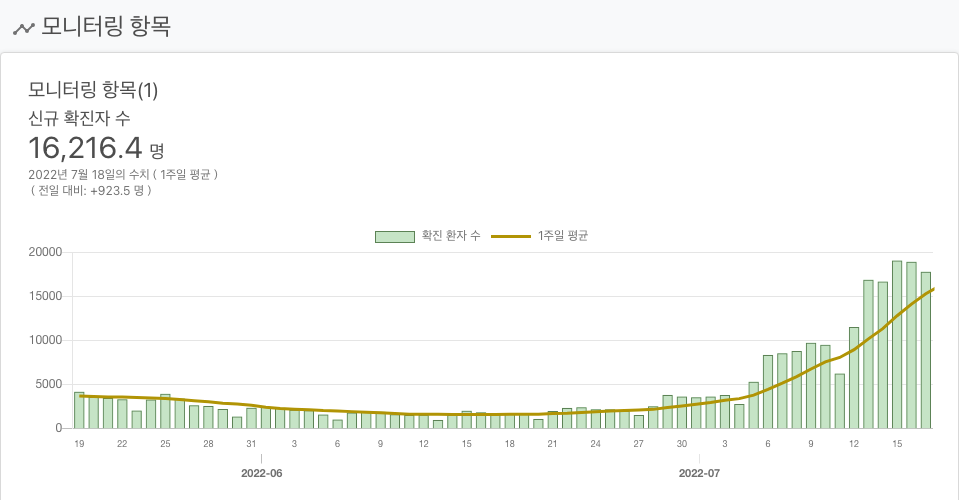 모니터링 항목
모니터링 항목(1)
신규 확진자 수
16,216.4 명
2022년 7월 18일의 수치 ( 1주일 평균 )
( 전일 대비: +923.5 명 )
확진 환자 수 1주일 평균
20000
15000
10000
5000
0
19 22 25 28 31 3 6 9 12 15 18 21 24 27 30 3 6 9 12 15
2022-06 2022-07